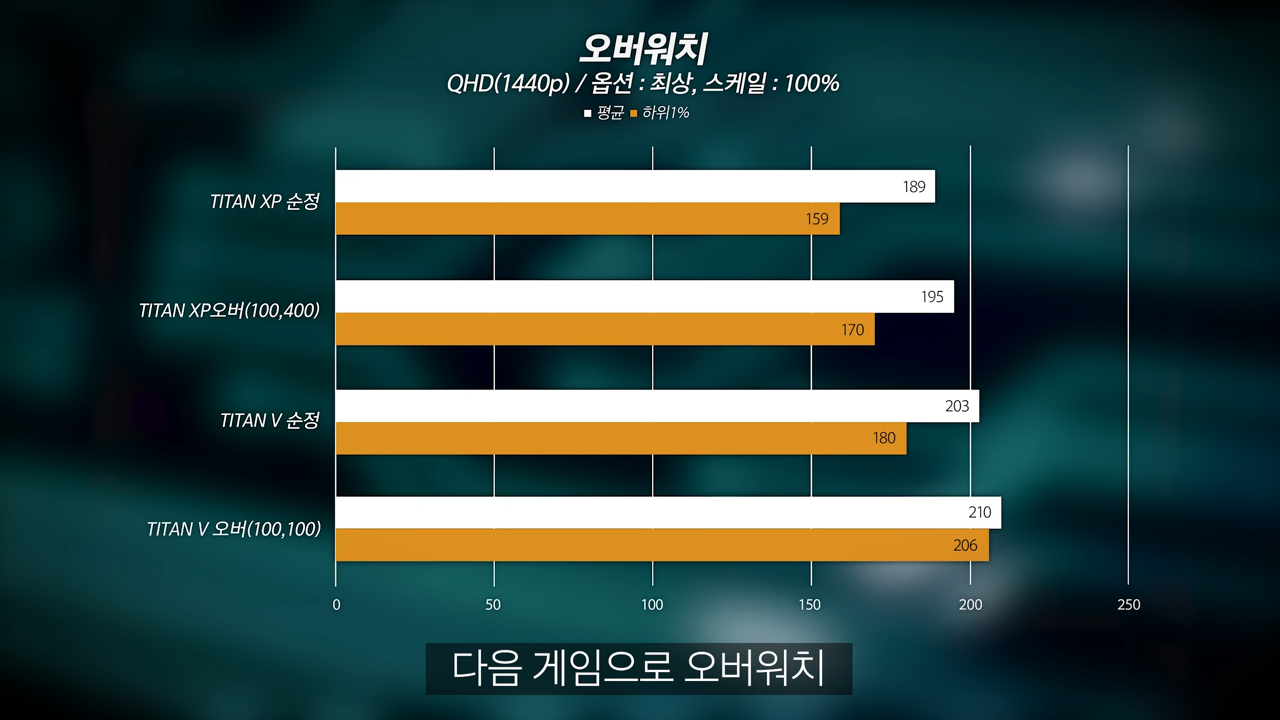 오버워치
QHD(1440p) / 옵션 : 최상, 스케일 : 100%
평균 하위1%
TITAN XP 순정
189
159
TITAN XP오버(100,400)
195
170
TITAN V 순정
203
180
TITAN V 오버(100,100)
210
206
0 50 100 150 200 250
다음 게임으로 오버워치